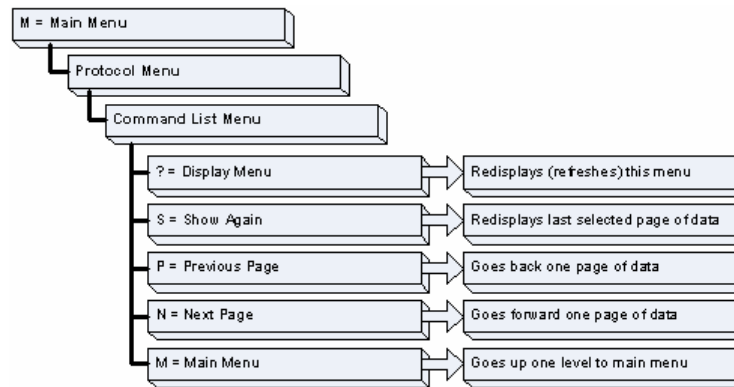 M = Main Menu
Protocol Menu
Command List Menu
? = Display Menu
Redisplays (refreshes) this menu
S = Show Again
Redisplays last selected page of data
P = Previous Page
Goes back one page of data
N = Next Page
Goes forward one page of data
M = Main Menu
Goes up one level to main menu